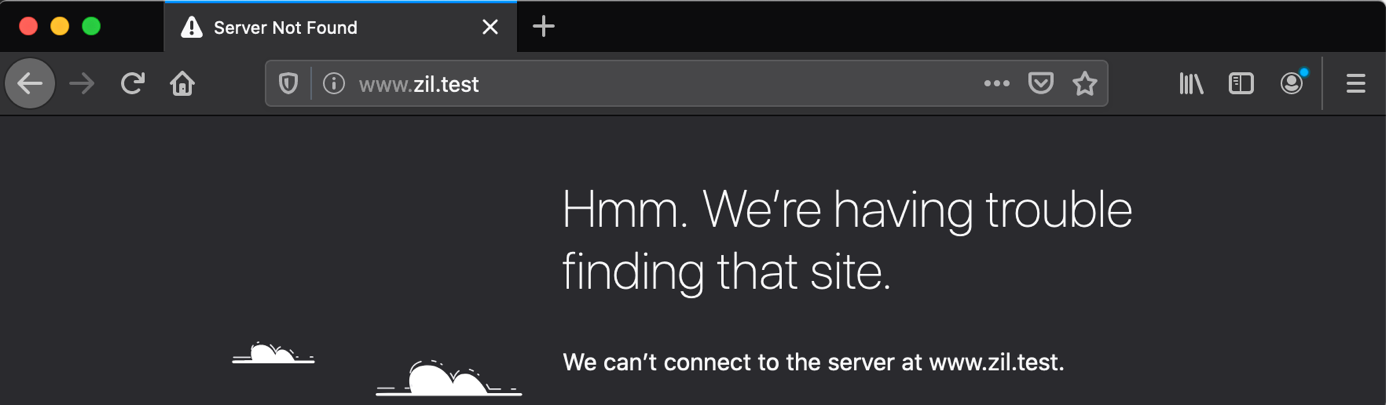 Server Not Found
www.zil.test
Hmm. We’re having trouble
finding that site.
We can’t connect to the server at www.zil.test.